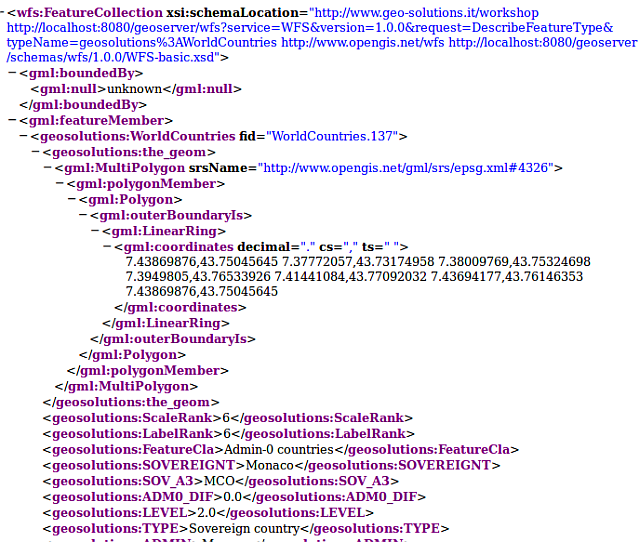 −<wfs:FeatureCollection xsi:schemaLocation="http://www.geo-solutions.it/workshop
http://localhost:8080/geoserver/wfs?service=WFS&version=1.0.0&request=DescribeFeatureType&
typeName=geosolutions%3AWorldCountries http://www.opengis.net/wfs http://localhost:8080/geoserver
/schemas/wfs/1.0.0/WFS-basic.xsd">
−<gml:boundedBy>
<gml:null>unknown</gml:null>
</gml:boundedBy>
−<gml:featureMember>
−<geosolutions:WorldCountries fid="WorldCountries.137">
−<geosolutions:the_geom>
−<gml:MultiPolygon srsName="http://www.opengis.net/gml/srs/epsg.xml#4326">
−<gml:polygonMember>
−<gml:Polygon>
−<gml:outerBoundaryIs>
−<gml:LinearRing>
−<gml:coordinates decimal="." cs="," ts=" ">
7.43869876,43.75045645 7.37772057,43.73174958 7.38009769,43.75324698
7.3949805,43.76533926 7.41441084,43.77092032 7.43694177,43.76146353
7.43869876,43.75045645
</gml:coordinates>
</gml:LinearRing>
</gml:outerBoundaryIs>
</gml:Polygon>
</gml:polygonMember>
</gml:MultiPolygon>
</geosolutions:the_geom>
<geosolutions:ScaleRank>6</geosolutions:ScaleRank>
<geosolutions:LabelRank>6</geosolutions:LabelRank>
<geosolutions:FeatureCla>Admin-0 countries</geosolutions:FeatureCla>
<geosolutions:SOVEREIGNT>Monaco</geosolutions:SOVEREIGNT>
<geosolutions:SOV_A3>MCO</geosolutions:SOV_A3>
<geosolutions:ADM0_DIF>0.0</geosolutions:ADM0_DIF>
<geosolutions:LEVEL>2.0</geosolutions:LEVEL>
<geosolutions:TYPE>Sovereign country</geosolutions:TYPE>